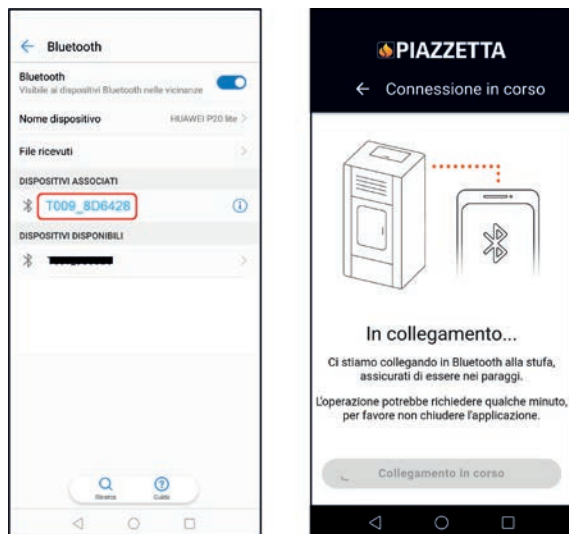 Bluetooth
Bluetooth
Visibile ai dispositivi Bluetooth nelle vicinanze
Nome dispositivo HUAWEI P20 lite
File ricevuti
DISPOSITIVI ASSOCIATI
T009_8D6428
DISPOSITIVI DISPONIBILI
Ricerca Guida
PIAZZETTA
Connessione in corso
In collegamento...
Ci stiamo collegando in Bluetooth alla stufa,
assicurati di essere nei paraggi.
L'operazione potrebbe richiedere qualche minuto,
per favore non chiudere l'applicazione.
Collegamento in corso